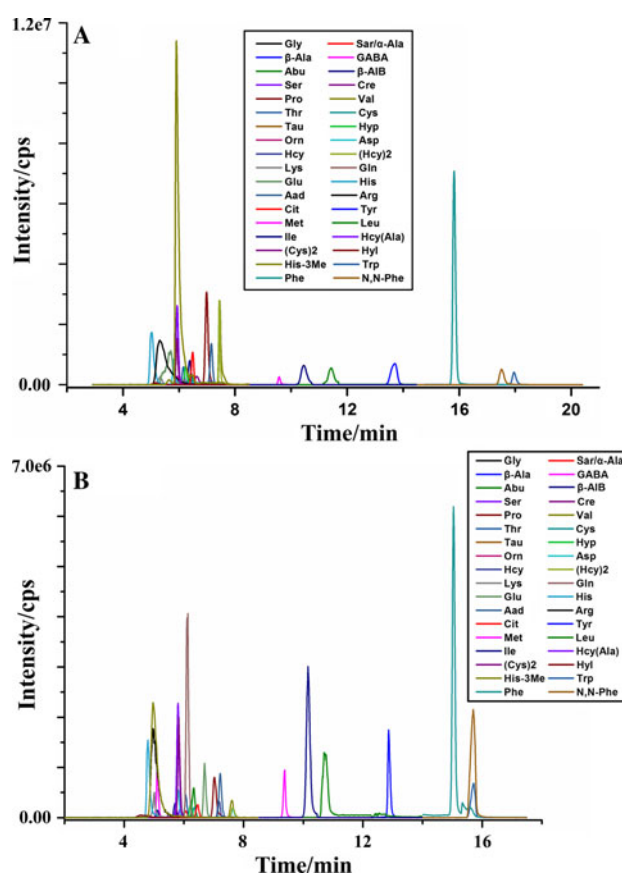 A
1.2e7
Intensity/cps
0.00
Gly Sar/α-Ala
β-Ala GABA
Abu β-AIB
Ser Cre
Pro Val
Thr Cys
Tau Hyp
Orn Asp
Hcy (Hcy)2
Lys Gln
Glu His
Aad Arg
Cit Tyr
Met Leu
Ile Hcy(Ala)
(Cys)2 Hyl
His-3Me Trp
Phe N,N-Phe
4 8 12 16 20
Time/min
B
7.0e6
Intensity/cps
0.00
Gly Sar/α-Ala
β-Ala GABA
Abu β-AIB
Ser Cre
Pro Val
Thr Cys
Tau Hyp
Orn Asp
Hcy (Hcy)2
Lys Gln
Glu His
Aad Arg
Cit Tyr
Met Leu
Ile Hcy(Ala)
(Cys)2 Hyl
His-3Me Trp
Phe N,N-Phe
4 8 12 16
Time/min